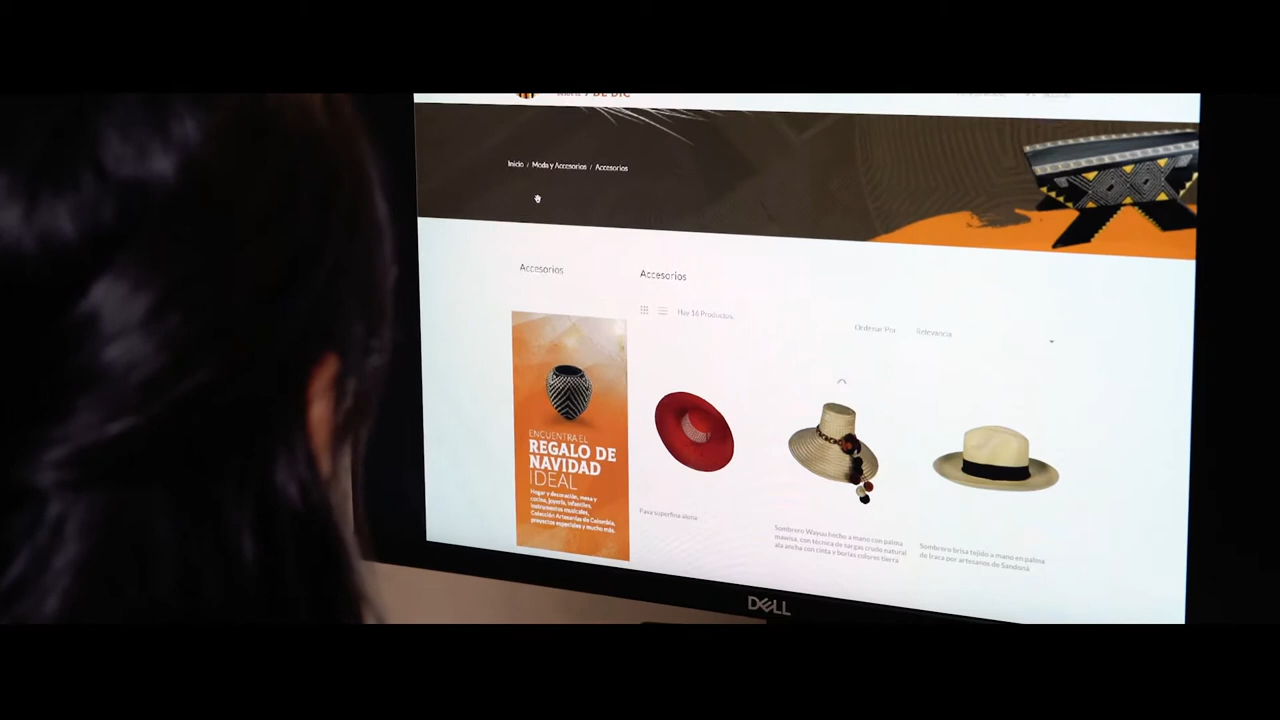 7 DE DIC
Inicio / Moda y Accesorios / Accesorios
Accesorios
Accesorios
Hay 16 Productos.
Ordenar Por
Relevancia
ENCUENTRA EL
REGALO DE
NAVIDAD
IDEAL
Hogar y decoración, mesa y
cocina, joyería, infantiles,
instrumentos musicales,
Colección Artesanías de Colombia,
proyectos especiales y mucho más.
superfina
Sombrero Wayuu hecho a mano con palma
mawisa, con técnica de sargas crudo natural
ala ancha con cinta y borlas colores tierra
Sombrero brisa tejido a mano en palma
de Iraca por artesanos de Sandoná
DELL